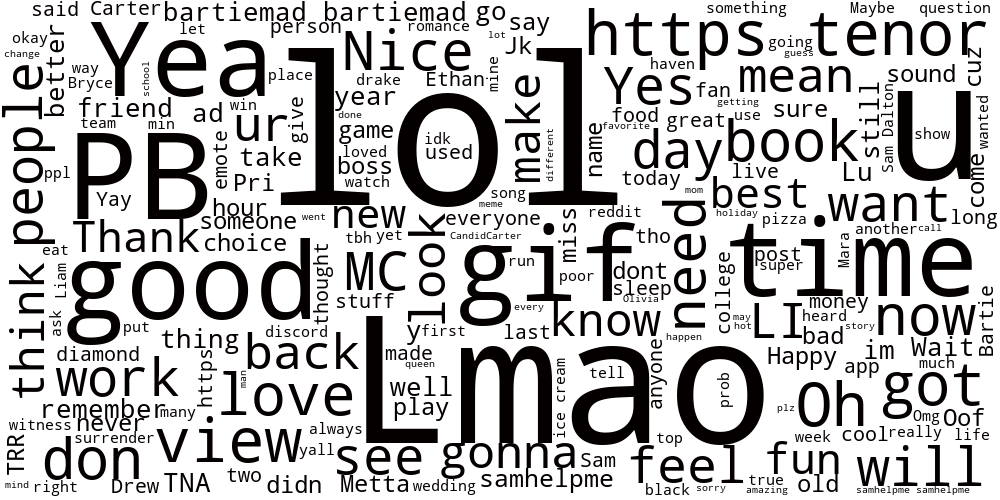 said Carter bartiemad bartiemad go say something Maybe question
okay better Yea let person Nice romance lot https tenor
change way Bryce school place drake Ethan Jk mine haven going guess mean sound cuz
people friend ad win ur give year lol make Yes fan getting sure still u
team min PB emote take done game idk used different name food great use book Sam Dalton show wanted
ppl Yay Pri loved boss favorite day live Lu come
hour watch song meme today mom best want
someone went new everyone miss reddit holiday pizza long
Thank choice tbh yet CandidCarter look gif tho need time another call
eat thought MC run poor dont post super Mara
think Liam good stuff sleep college money
ask put discord y first every last Olivia know may hot LI heard now Bartie
thing back made happen bad story
diamond https queen Lmao tell anyone Happy im Wait much
work man love well ice cream prob app got
remember many play plz Oh Omg Oof
witness never view always top week cool really life
TRR surrender yall see gonna Sam feel fun will
don two Metta samhelpme true
mind right Drew TNA didn wedding black sorry amazing old samhelpme samhelpme